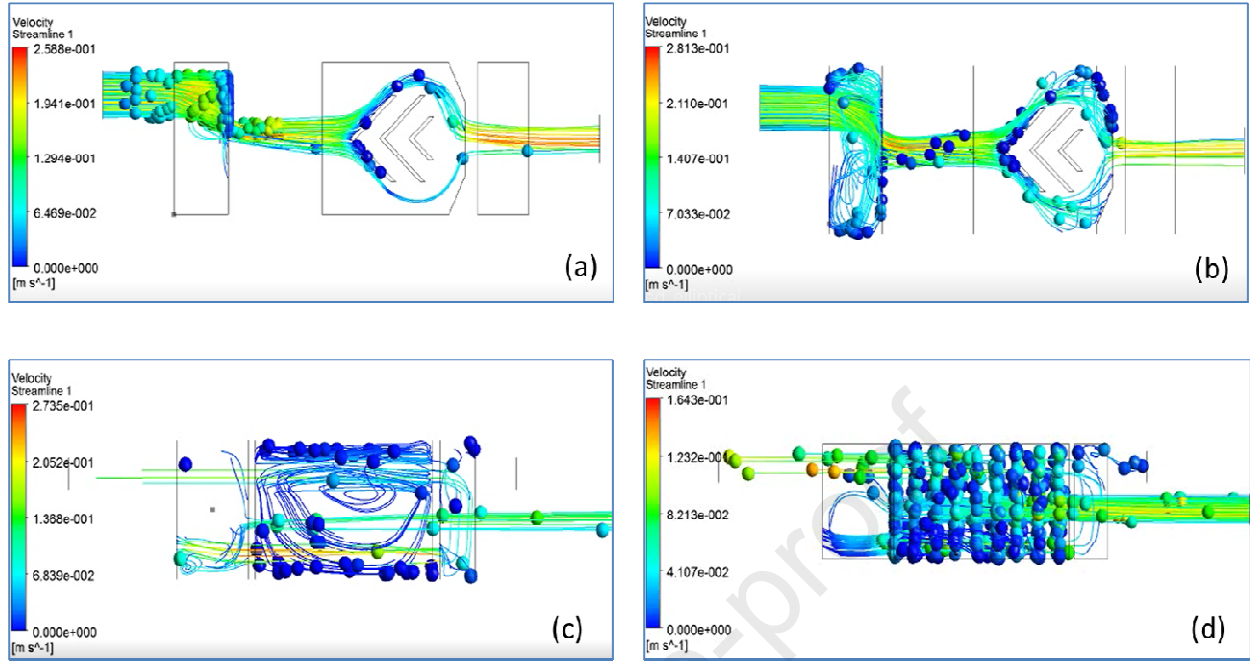 Velocity
Streamline 1
2.588e-001
1.941e-001
1.294e-001
6.469e-002
0.000e+000
[m s^-1]
(a)
Velocity
Streamline 1
2.813e-001
2.110e-001
1.407e-001
7.033e-002
0.000e+000
[m s^-1]
(b)
Velocity
Streamline 1
2.735e-001
2.052e-001
1.368e-001
6.839e-002
0.000e+000
[m s^-1]
(c)
Velocity
Streamline 1
1.643e-001
1.232e-001
8.213e-002
4.107e-002
0.000e+000
[m s^-1]
(d)
-proof